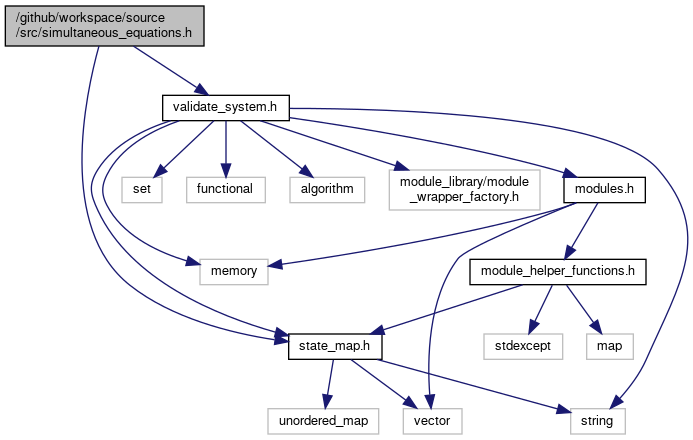 /github/workspace/source
/src/simultaneous_equations.h
validate_system.h
set
functional
algorithm
module_library/module
_wrapper_factory.h
modules.h
memory
module_helper_functions.h
state_map.h
stdexcept
map
unordered_map
vector
string